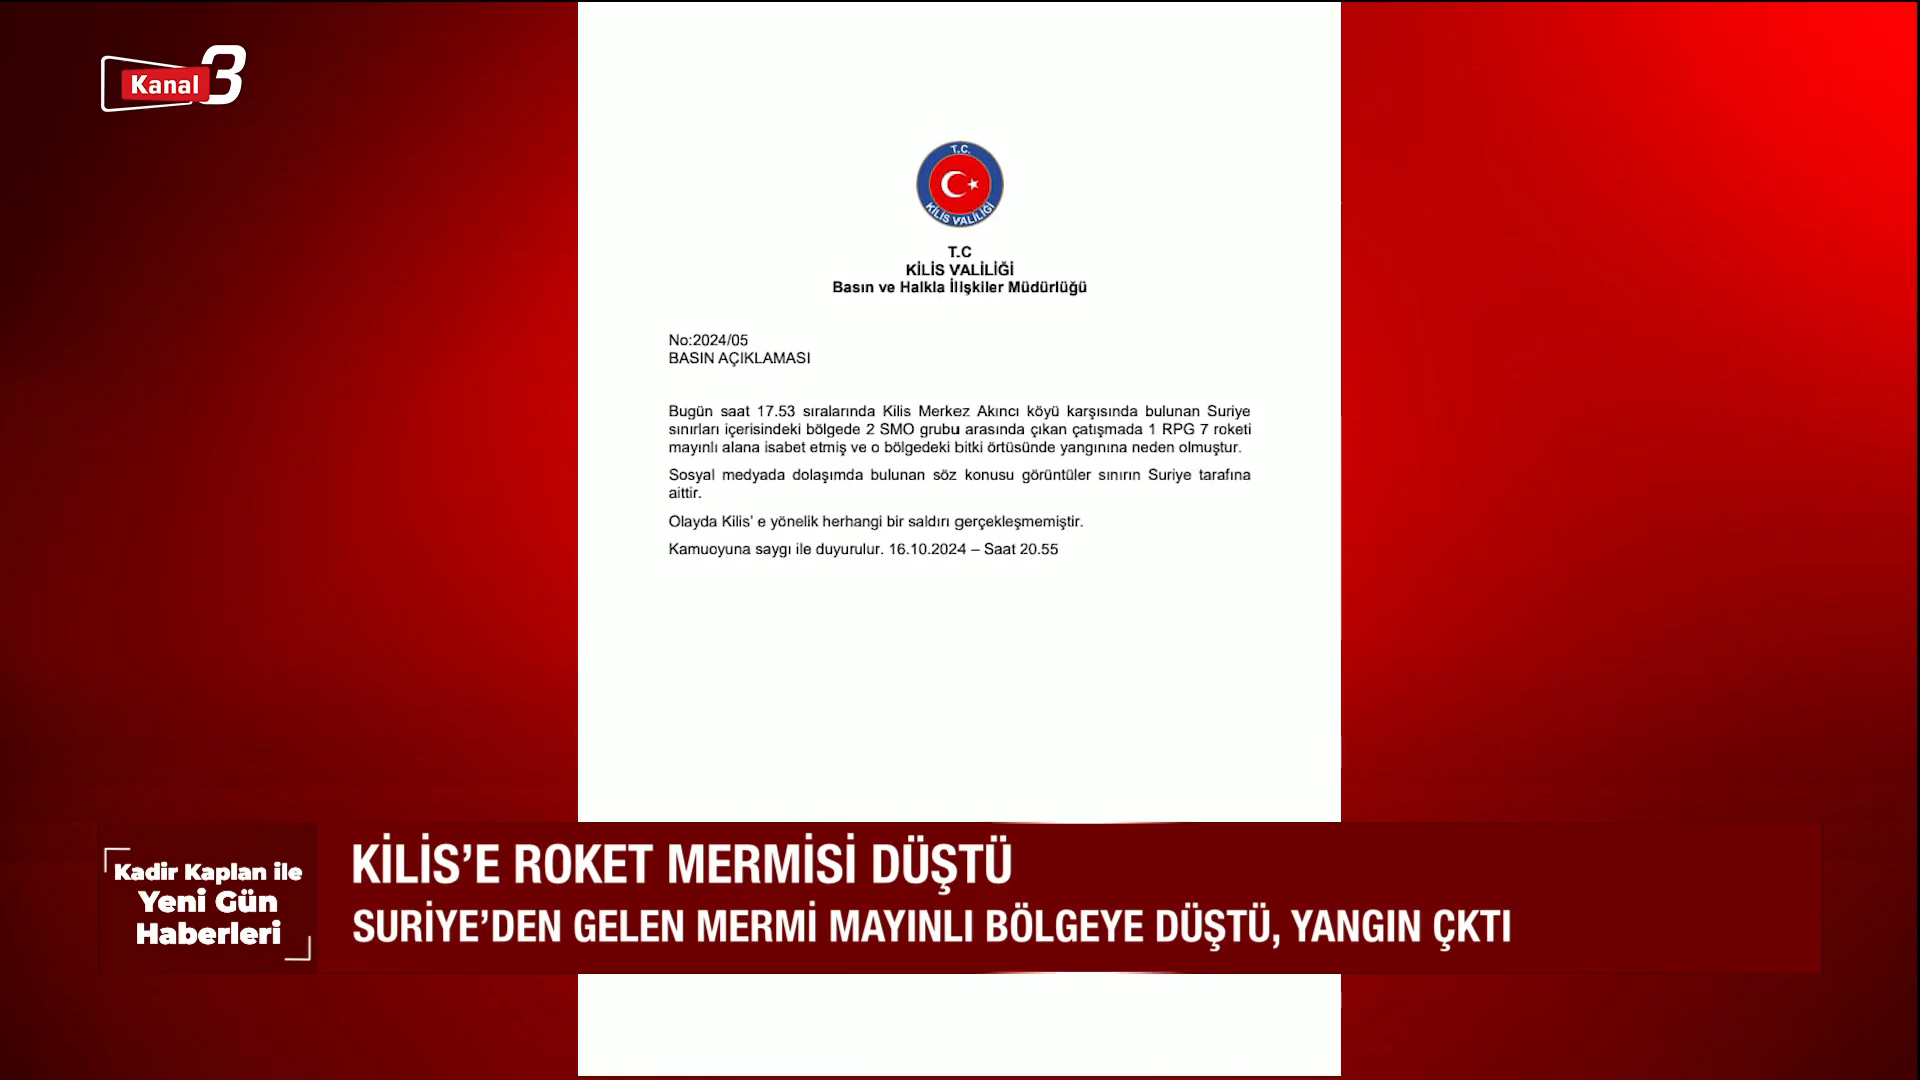 Kanal 3
T.C.
KİLİS VALİLİĞİ
T.C
KİLİS VALİLİĞİ
Basın ve Halkla İlişkiler Müdürlüğü
No:2024/05
BASIN AÇIKLAMASI
Bugün saat 17.53 sıralarında Kilis Merkez Akıncı köyü karşısında bulunan Suriye
sınırları içerisindeki bölgede 2 SMO grubu arasında çıkan çatışmada 1 RPG 7 roketi
mayınlı alana isabet etmiş ve o bölgedeki bitki örtüsünde yangınına neden olmuştur.
Sosyal medyada dolaşımda bulunan söz konusu görüntüler sınırın Suriye tarafına
aittir.
Olayda Kilis' e yönelik herhangi bir saldırı gerçekleşmemiştir.
Kamuoyuna saygı ile duyurulur. 16.10.2024 – Saat 20.55
Kadir Kaplan ile
Yeni Gün
Haberleri
KİLİS'E ROKET MERMİSİ DÜŞTÜ
SURİYE'DEN GELEN MERMİ MAYINLI BÖLGEYE DÜŞTÜ, YANGIN ÇKTI